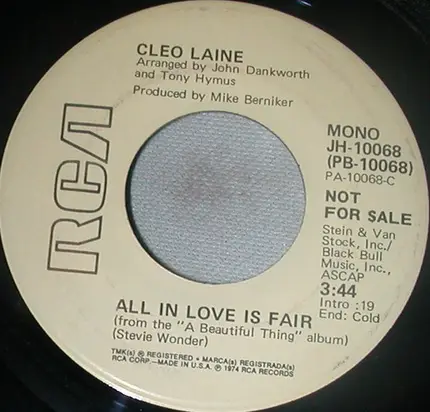 CLEO LAINE
Arranged by John Dankworth
and Tony Hymus
Produced by Mike Berniker
RCA
MONO
JH-10068
(PB-10068)
PA-10068-C
NOT
FOR SALE
Stein & Van
Stock, Inc./
Black Bull
Music, Inc.,
ASCAP
3:44
Intro :19
End: Cold
ALL IN LOVE IS FAIR
(from the "A Beautiful Thing" album)
(Stevie Wonder)
TMK(s) ® REGISTERED • MARCA(s) REGISTRADA(s)
RCA CORP.—MADE IN U.S.A. ℗ 1974 RCA RECORDS